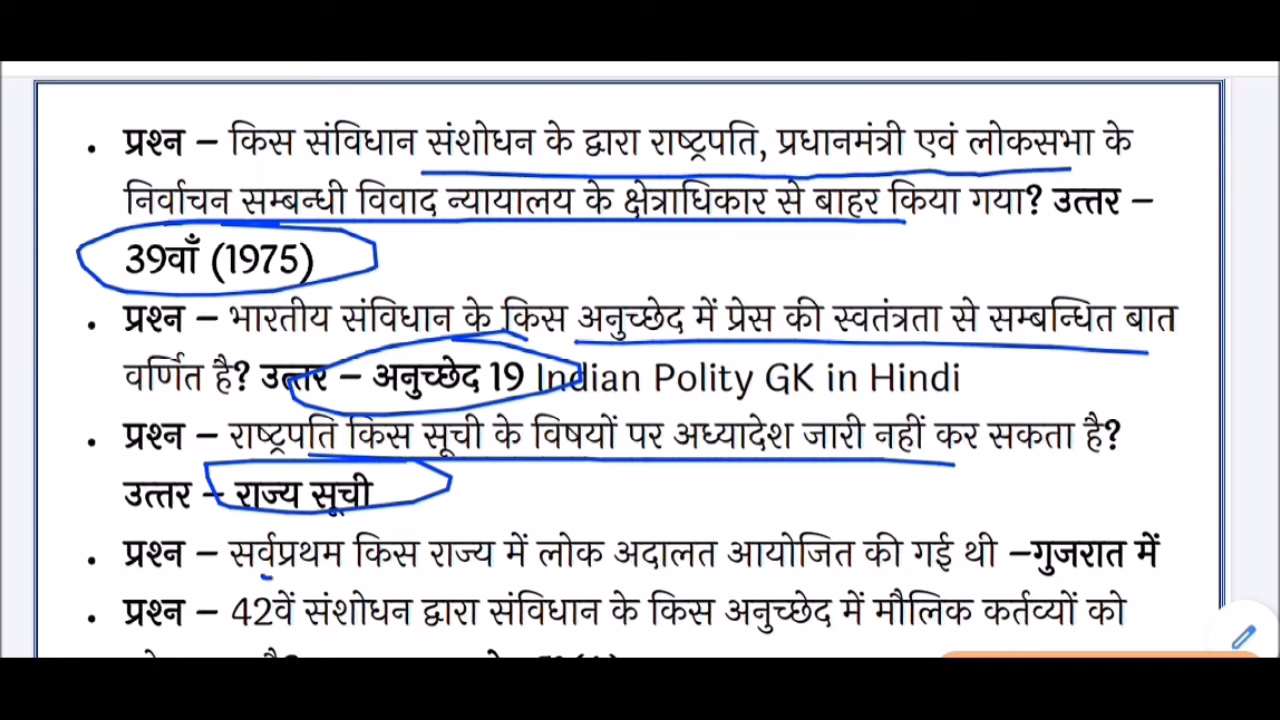 • प्रश्न – किस संविधान संशोधन के द्वारा राष्ट्रपति, प्रधानमंत्री एवं लोकसभा के
निर्वाचन सम्बन्धी विवाद न्यायालय के क्षेत्राधिकार से बाहर किया गया? उत्तर –
39वाँ (1975)
• प्रश्न – भारतीय संविधान के किस अनुच्छेद में प्रेस की स्वतंत्रता से सम्बन्धित बात
वर्णित है? उत्तर – अनुच्छेद 19 Indian Polity GK in Hindi
• प्रश्न – राष्ट्रपति किस सूची के विषयों पर अध्यादेश जारी नहीं कर सकता है?
उत्तर – राज्य सूची
• प्रश्न – सर्वप्रथम किस राज्य में लोक अदालत आयोजित की गई थी –गुजरात में
• प्रश्न – 42वें संशोधन द्वारा संविधान के किस अनुच्छेद में मौलिक कर्तव्यों को